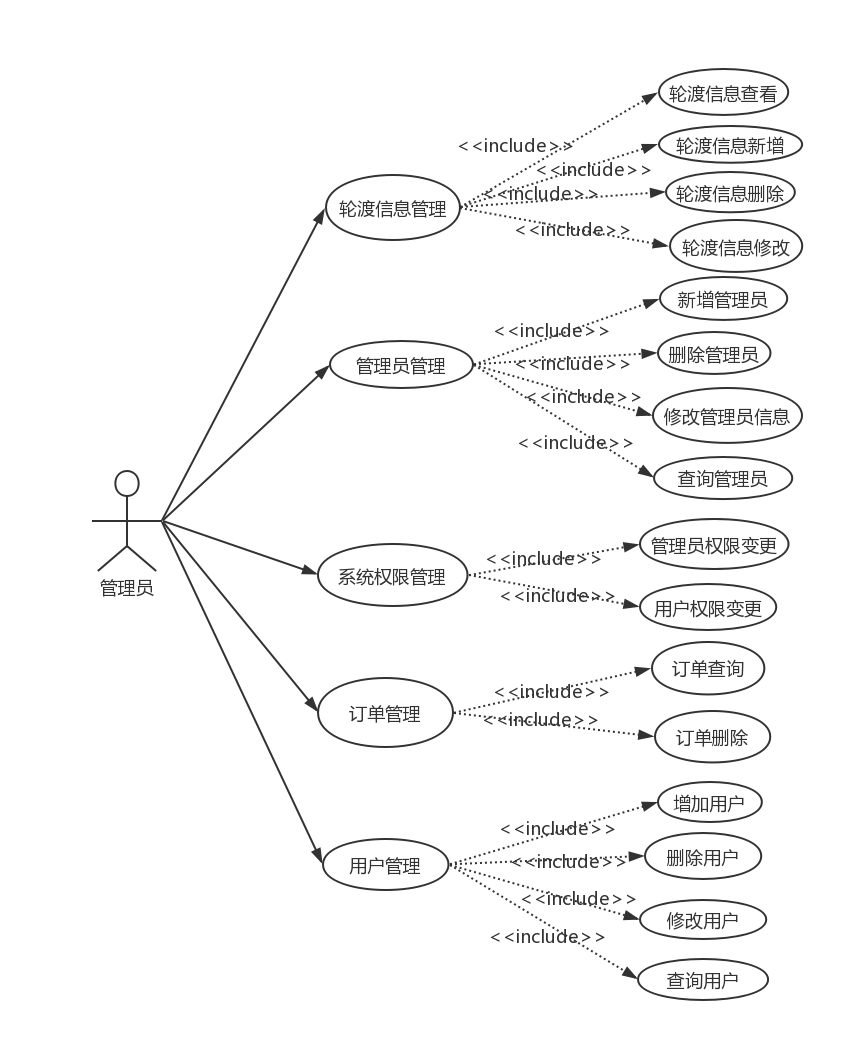 轮渡信息查看
<<include>>
轮渡信息新增
<<include>>
<<include>>
轮渡信息删除
轮渡信息管理
<<include>>
轮渡信息修改
新增管理员
<<include>>
删除管理员
管理员管理
<<include>>
<<include>>
修改管理员信息
<<include>>
查询管理员
管理员权限变更
<<include>>
系统权限管理
管理员
<<include>>
用户权限变更
订单查询
<<include>>
订单管理
<<include>>
订单删除
增加用户
<<include>>
删除用户
用户管理
<<include>>
<<include>>
修改用户
<<include>>
查询用户